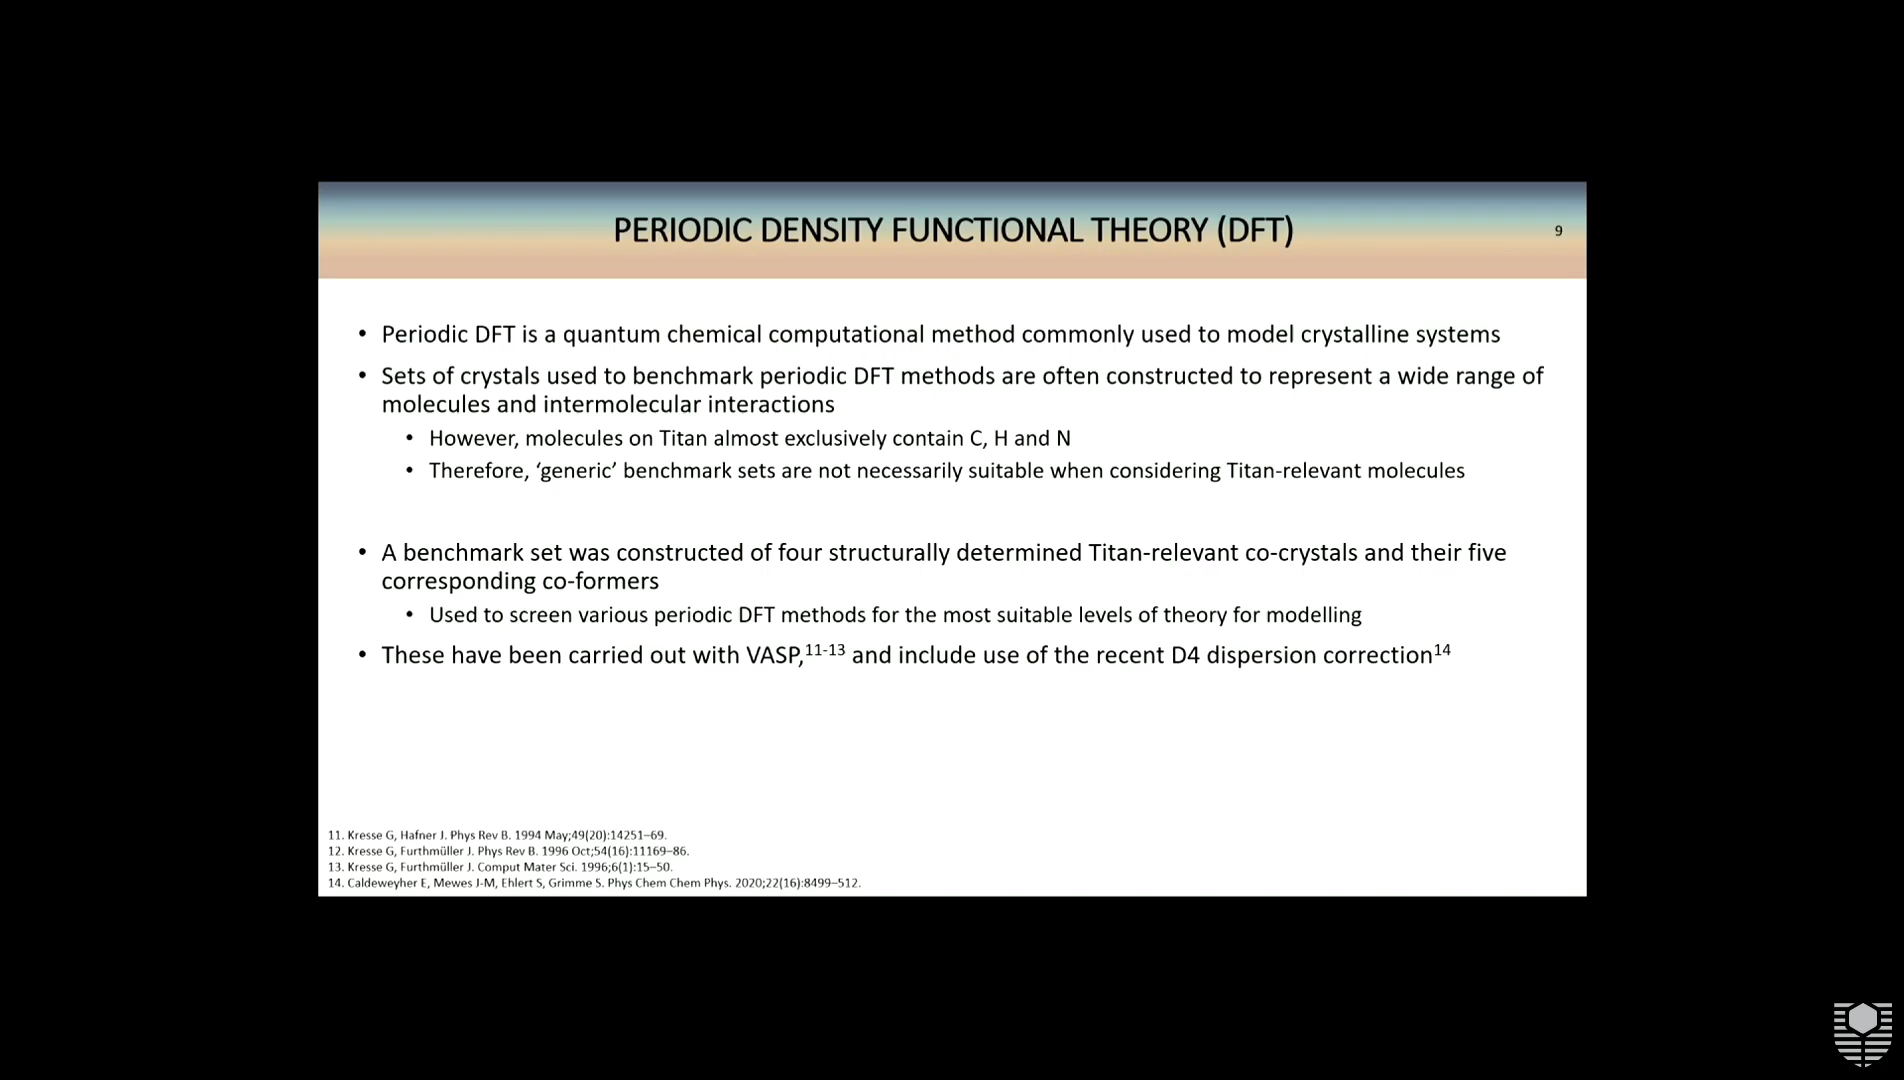 PERIODIC DENSITY FUNCTIONAL THEORY (DFT)
9
• Periodic DFT is a quantum chemical computational method commonly used to model crystalline systems
• Sets of crystals used to benchmark periodic DFT methods are often constructed to represent a wide range of
molecules and intermolecular interactions
• However, molecules on Titan almost exclusively contain C, H and N
• Therefore, ‘generic’ benchmark sets are not necessarily suitable when considering Titan-relevant molecules
• A benchmark set was constructed of four structurally determined Titan-relevant co-crystals and their five
corresponding co-formers
• Used to screen various periodic DFT methods for the most suitable levels of theory for modelling
• These have been carried out with VASP,¹¹⁻¹³ and include use of the recent D4 dispersion correction¹⁴
11. Kresse G, Hafner J. Phys Rev B. 1994 May;49(20):14251–69.
12. Kresse G, Furthmüller J. Phys Rev B. 1996 Oct;54(16):11169–86.
13. Kresse G, Furthmüller J. Comput Mater Sci. 1996;6(1):15–50.
14. Caldeweyher E, Mewes J-M, Ehlert S, Grimme S. Phys Chem Chem Phys. 2020;22(16):8499–512.